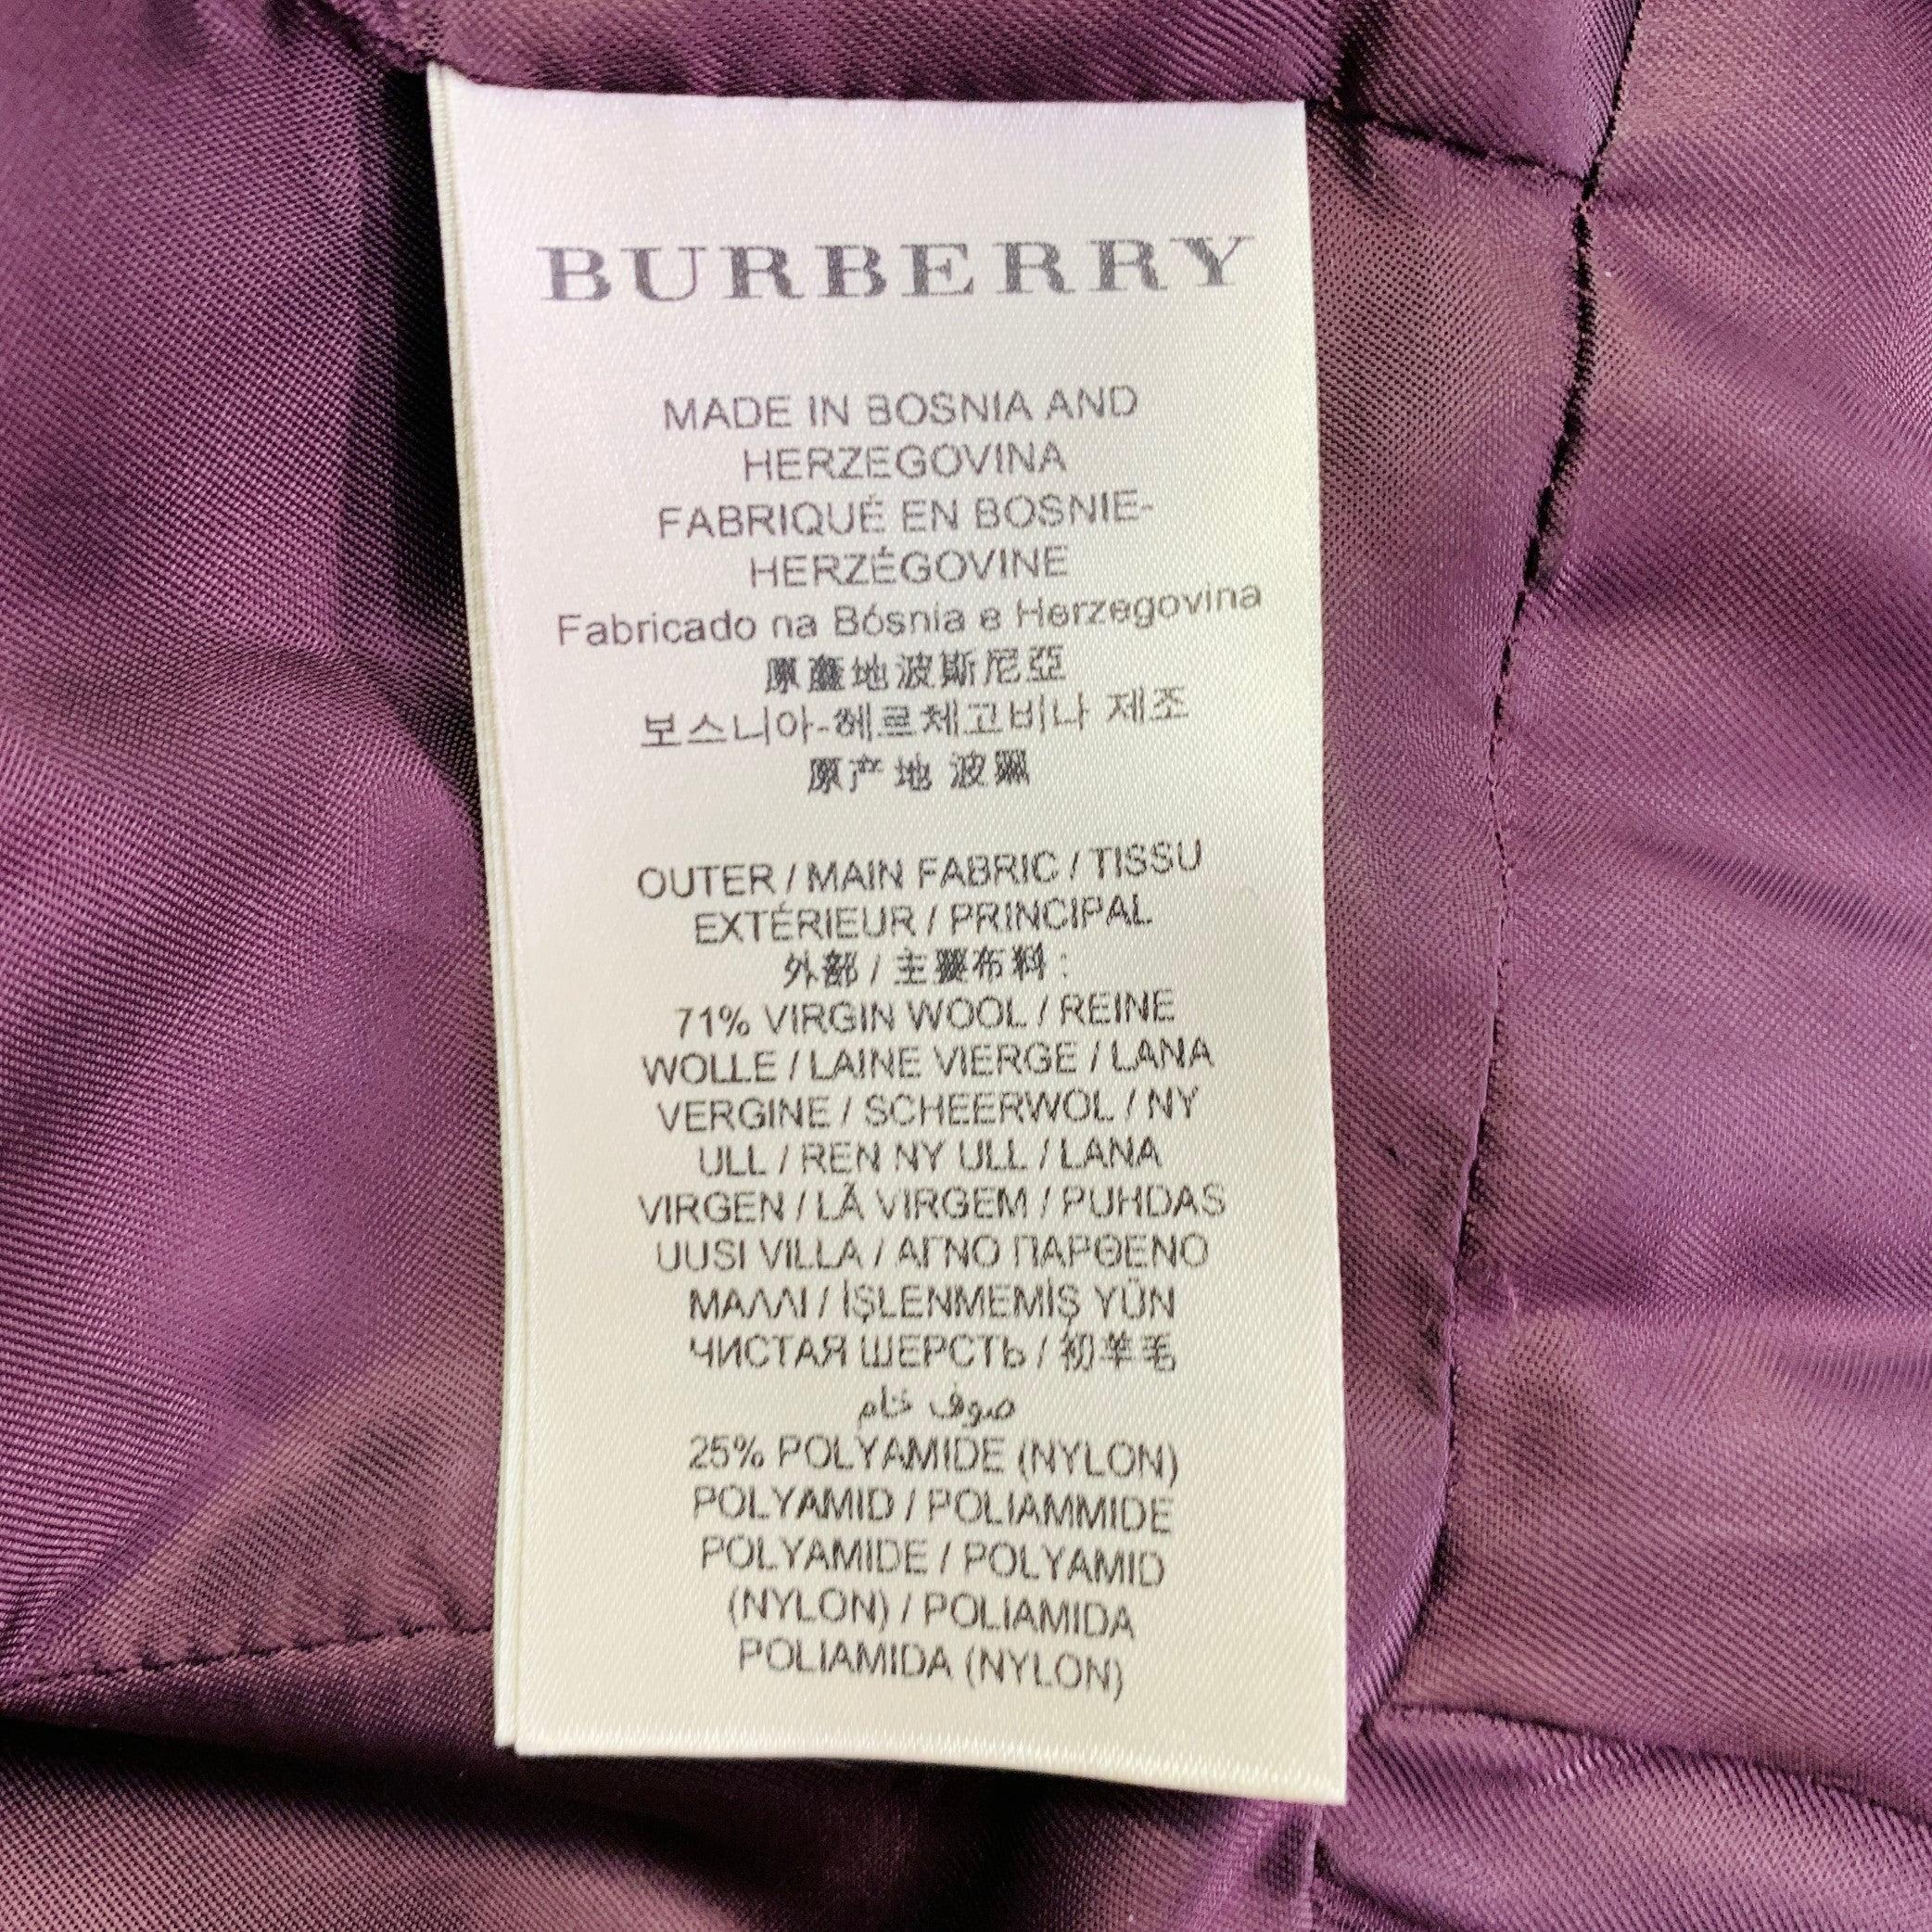 BURBERRY
MADE IN BOSNIA AND
HERZEGOVINA
FABRIQUÉ EN BOSNIE-
HERZÉGOVINE
Fabricado na Bósnia e Herzegovina
原產地波斯尼亞
보스니아-헤르체고비나 제조
原产地 波黑
OUTER / MAIN FABRIC / TISSU
EXTÉRIEUR / PRINCIPAL
外部 / 主要布料 :
71% VIRGIN WOOL / REINE
WOLLE / LAINE VIERGE / LANA
VERGINE / SCHEERWOL / NY
ULL / REN NY ULL / LANA
VIRGEN / LÃ VIRGEM / PUHDAS
UUSI VILLA / ΑΓΝΟ ΠΑΡΘΕΝΟ
ΜΑΛΛΙ / İŞLENMEMİŞ YÜN
ЧИСТАЯ ШЕРСТЬ / 初羊毛
صوف خام
25% POLYAMIDE (NYLON)
POLYAMID / POLIAMMIDE
POLYAMIDE / POLYAMID
(NYLON) / POLIAMIDA
POLIAMIDA (NYLON)